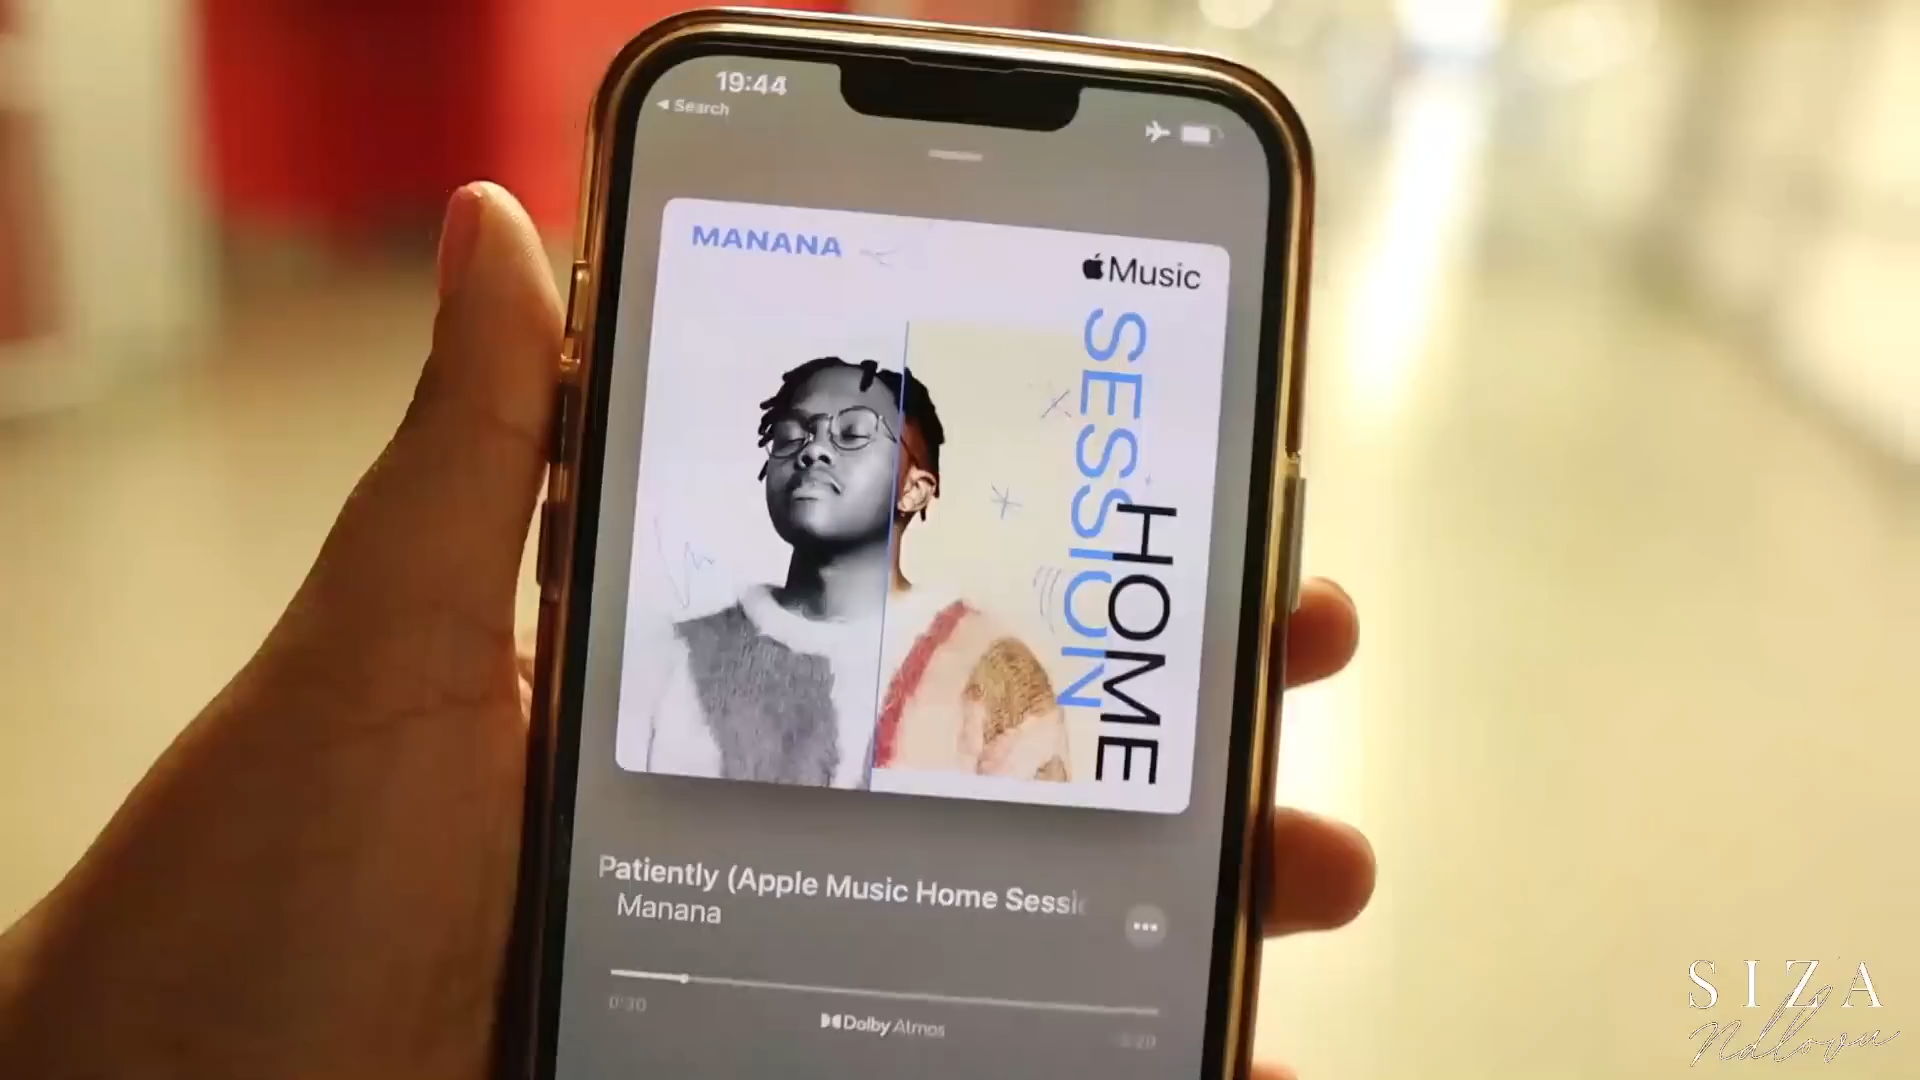 19:44
◀ Search
MANANA
Music
SESSION
HOME
Patiently (Apple Music Home Sessi
Manana
0:30
Dolby Atmos
SIZA
Ndlovu